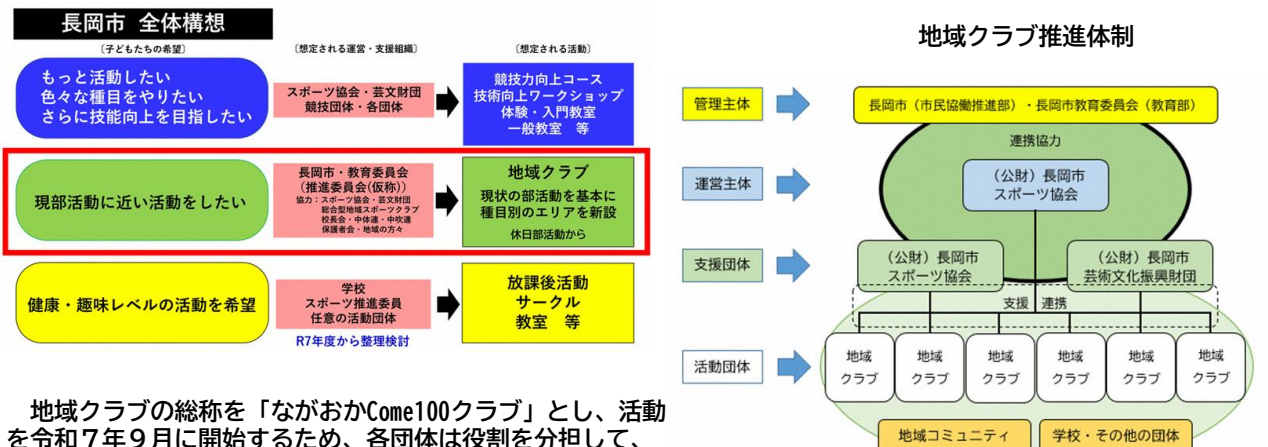 長岡市 全体構想
〔子どもたちの希望〕
〔想定される運営・支援組織〕
〔想定される活動〕
もっと活動したい
色々な種目をやりたい
さらに技能向上を目指したい
スポーツ協会・芸文財団
競技団体・各団体
競技力向上コース
技術向上ワークショップ
体験・入門教室
一般教室 等
現部活動に近い活動をしたい
長岡市・教育委員会
(推進委員会(仮称))
協力：スポーツ協会・芸文財団
総合型地域スポーツクラブ
校長会・中体連・中吹連
保護者会・地域の方々
地域クラブ
現状の部活動を基本に
種目別のエリアを新設
休日部活動から
健康・趣味レベルの活動を希望
学校
スポーツ推進委員
任意の活動団体
R7年度から整理検討
放課後活動
サークル
教室 等
地域クラブの総称を「ながおかCome100クラブ」とし、活動
を令和７年９月に開始するため、各団体は役割を分担して、
地域クラブ推進体制
管理主体
長岡市（市民協働推進部）・長岡市教育委員会（教育部）
連携協力
運営主体
（公財）長岡市
スポーツ協会
支援団体
（公財）長岡市
スポーツ協会
（公財）長岡市
芸術文化振興財団
支援 連携
活動団体
地域
クラブ
地域
クラブ
地域
クラブ
地域
クラブ
地域
クラブ
地域
クラブ
地域コミュニティ
学校・その他の団体